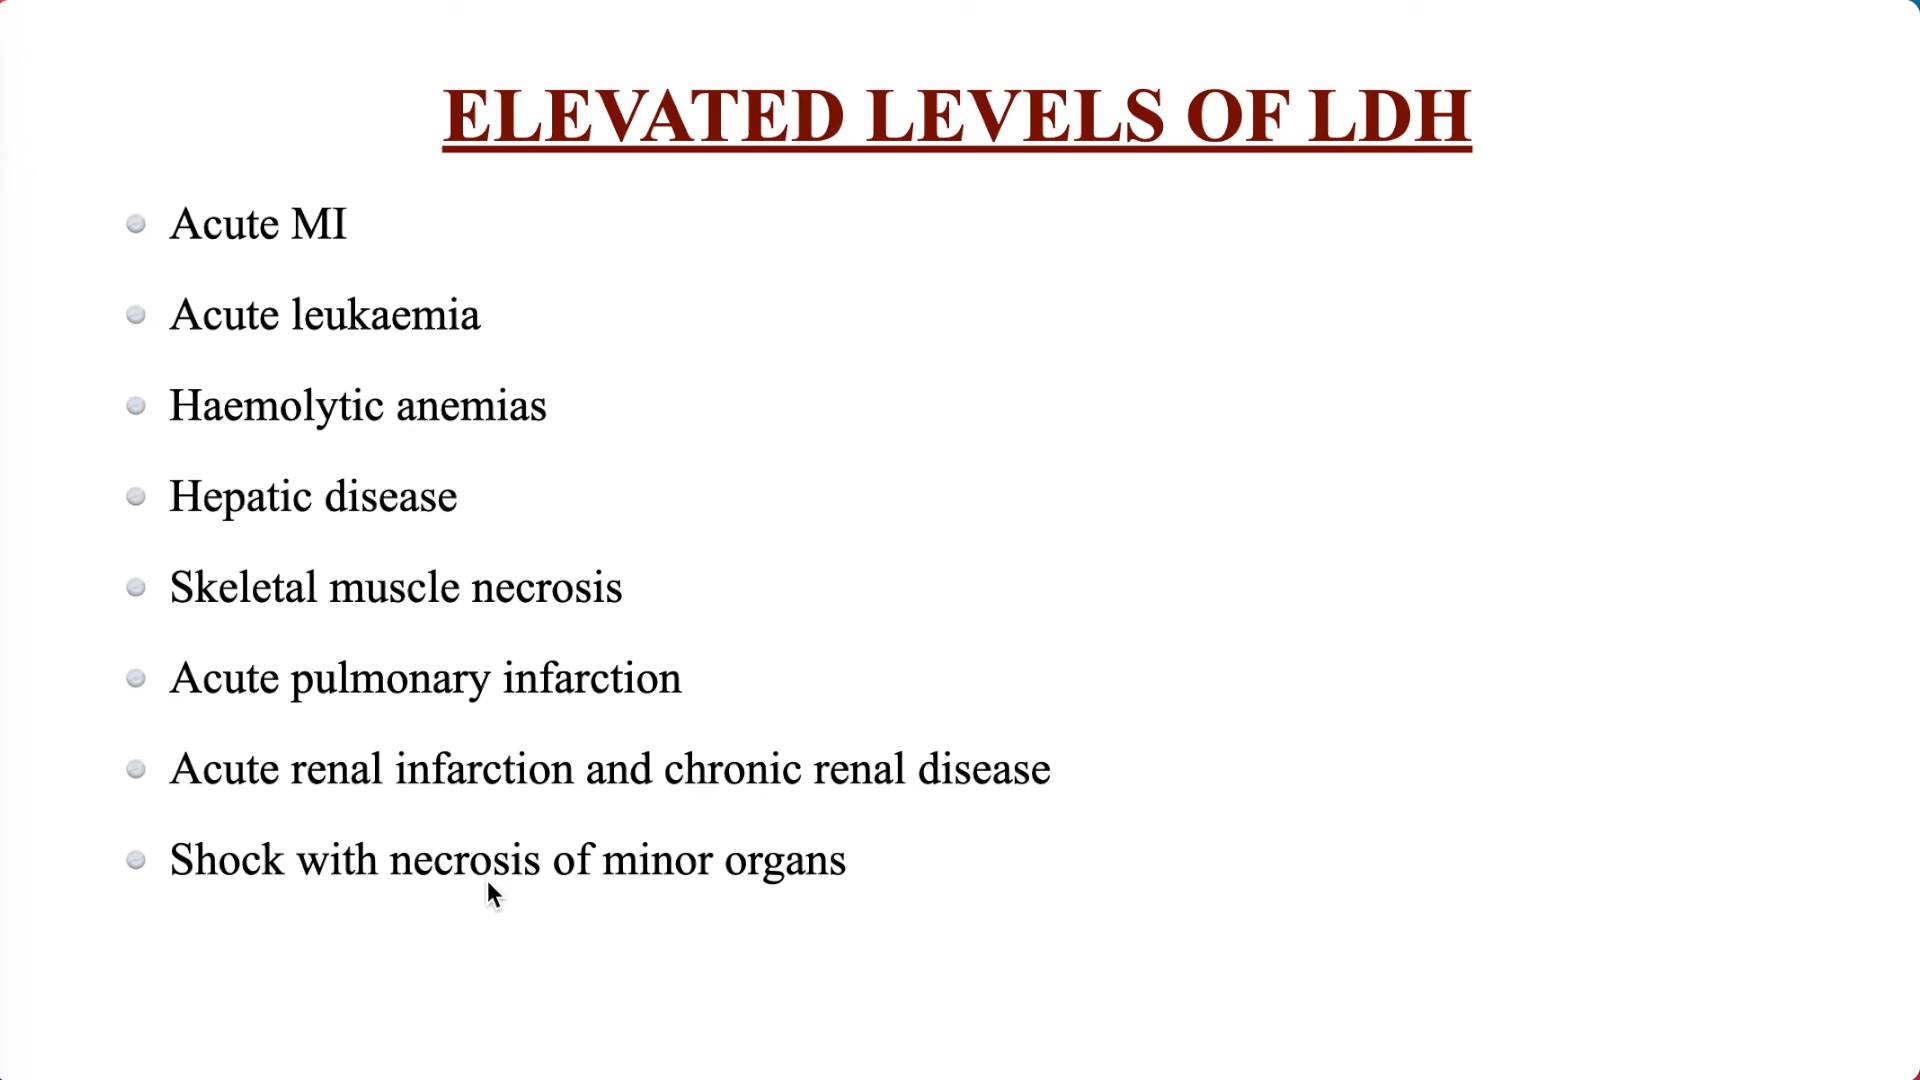 ELEVATED LEVELS OF LDH
Acute MI
Acute leukaemia
Haemolytic anemias
Hepatic disease
Skeletal muscle necrosis
Acute pulmonary infarction
Acute renal infarction and chronic renal disease
Shock with necrosis of minor organs